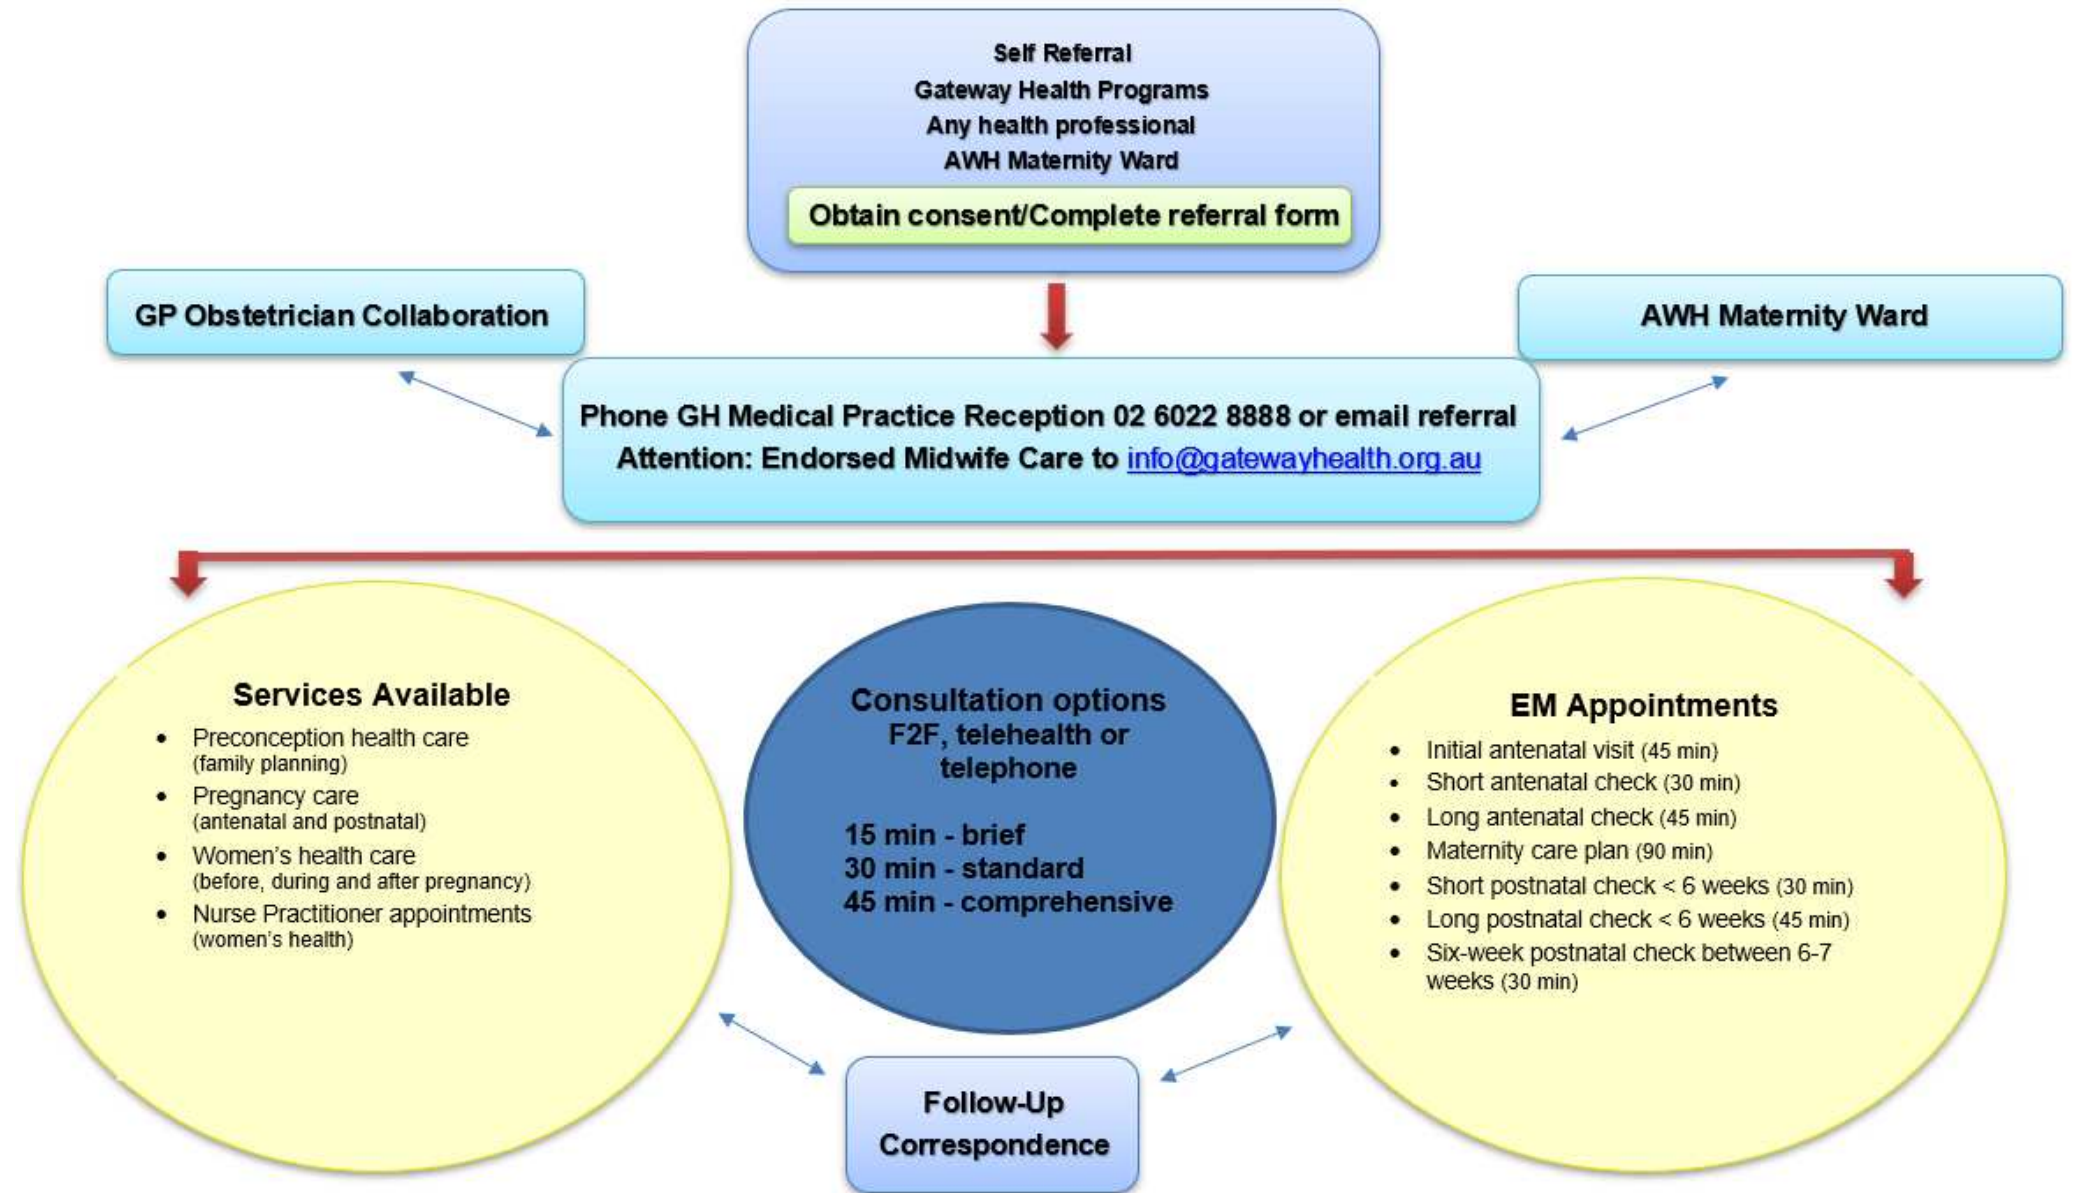 Self Referral
Gateway Health Programs
Any health professional
AWH Maternity Ward
Obtain consent/Complete referral form
GP Obstetrician Collaboration
AWH Maternity Ward
Phone GH Medical Practice Reception 02 6022 8888 or email referral
Attention: Endorsed Midwife Care to info@gatewayhealth.org.au
Services Available
• Preconception health care
(family planning)
• Pregnancy care
(antenatal and postnatal)
• Women's health care
(before, during and after pregnancy)
• Nurse Practitioner appointments
(women's health)
Consultation options
F2F, telehealth or
telephone
15 min - brief
30 min - standard
45 min - comprehensive
EM Appointments
• Initial antenatal visit (45 min)
• Short antenatal check (30 min)
• Long antenatal check (45 min)
• Maternity care plan (90 min)
• Short postnatal check < 6 weeks (30 min)
• Long postnatal check < 6 weeks (45 min)
• Six-week postnatal check between 6-7
weeks (30 min)
Follow-Up
Correspondence